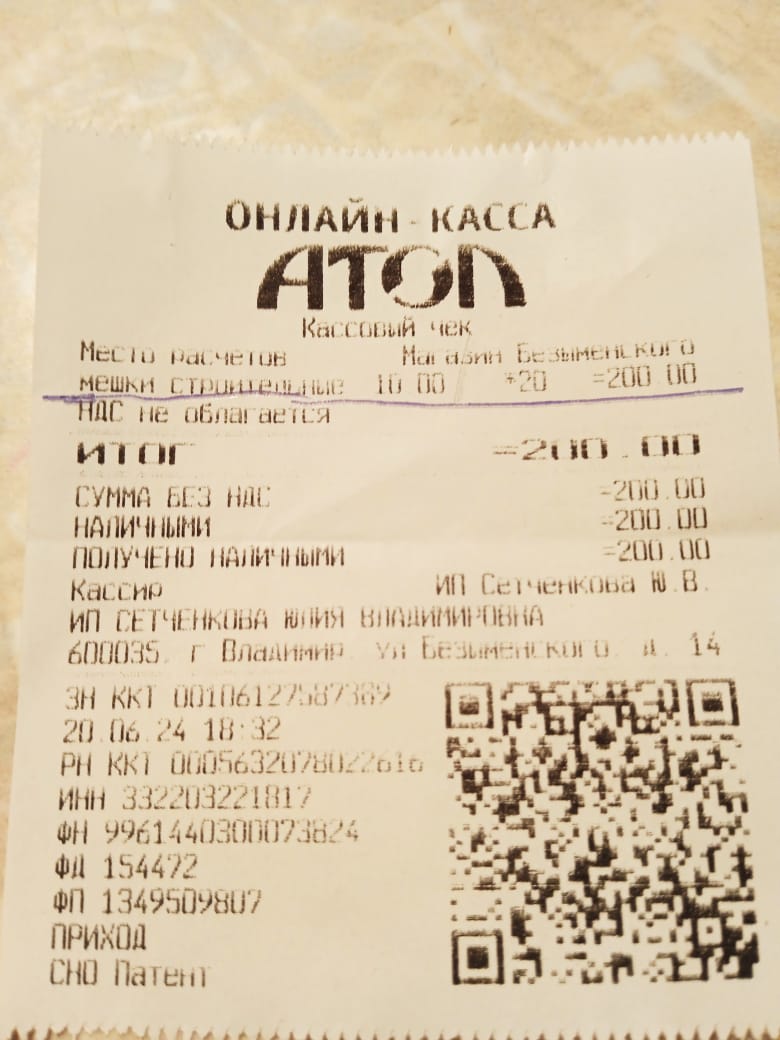 ОНЛАЙН-КАССА
АТОЛ
Кассовый чек
Место расчетов Магазин Безыменского
мешки строительные 10.00 *20 =200.00
НДС не облагается
ИТОГ =200.00
СУММА БЕЗ НДС =200.00
НАЛИЧНЫМИ =200.00
ПОЛУЧЕНО НАЛИЧНЫМИ =200.00
Кассир ИП Сетченкова Ю.В.
ИП СЕТЧЕНКОВА ЮЛИЯ ВЛАДИМИРОВНА
600035, г Владимир, ул Безыменского, д. 14
ЗН ККТ 00106127587389
20.06.24 18:32
РН ККТ 0005632078022616
ИНН 332203221817
ФН 9961440300073824
ФД 154472
ФП 1349509807
ПРИХОД
СНО Патент